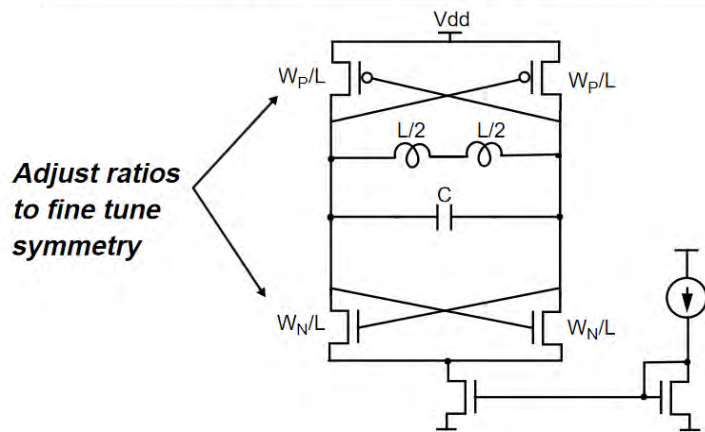 Vdd
W_P/L
W_P/L
L/2
L/2
Adjust ratios
to fine tune
symmetry
C
W_N/L
W_N/L